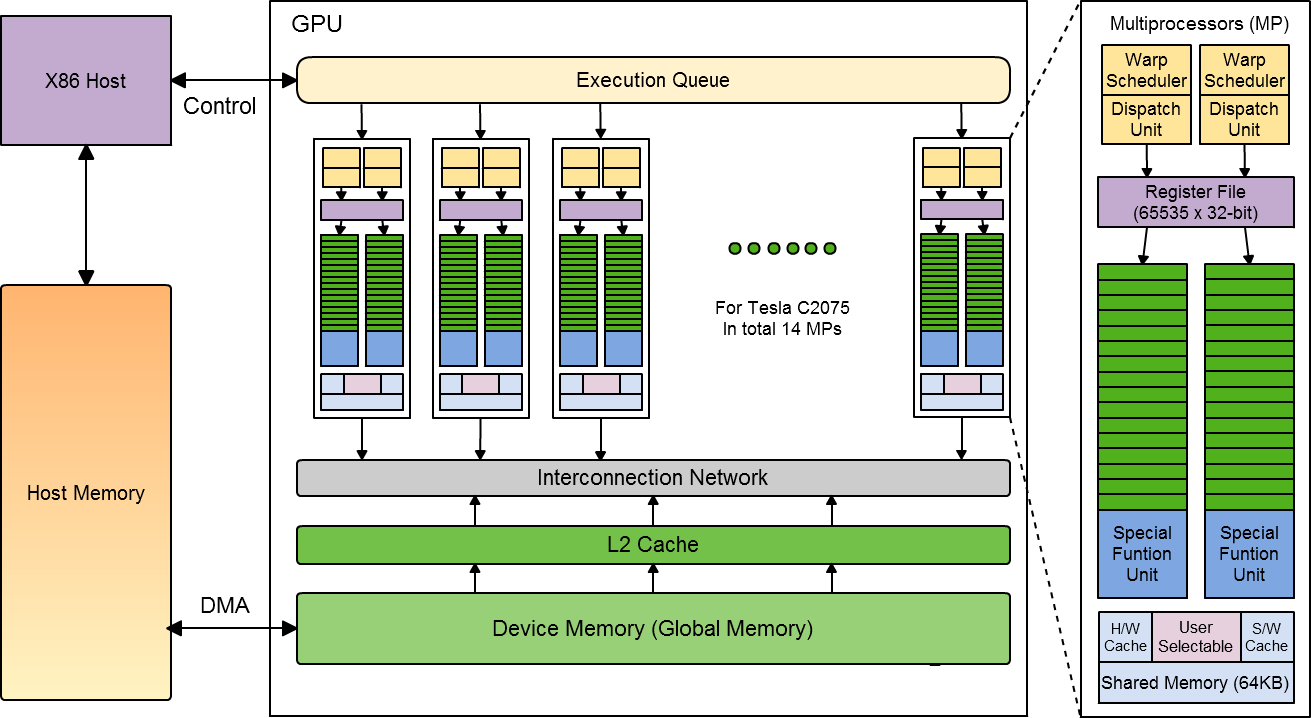 GPU
X86 Host
Control
Execution Queue
For Tesla C2075
In total 14 MPs
Interconnection Network
L2 Cache
Host Memory
DMA
Device Memory (Global Memory)
Multiprocessors (MP)
Warp
Scheduler
Dispatch
Unit
Warp
Scheduler
Dispatch
Unit
Register File
(65535 x 32-bit)
Special
Funtion
Unit
Special
Funtion
Unit
H/W
Cache
User
Selectable
S/W
Cache
Shared Memory (64KB)